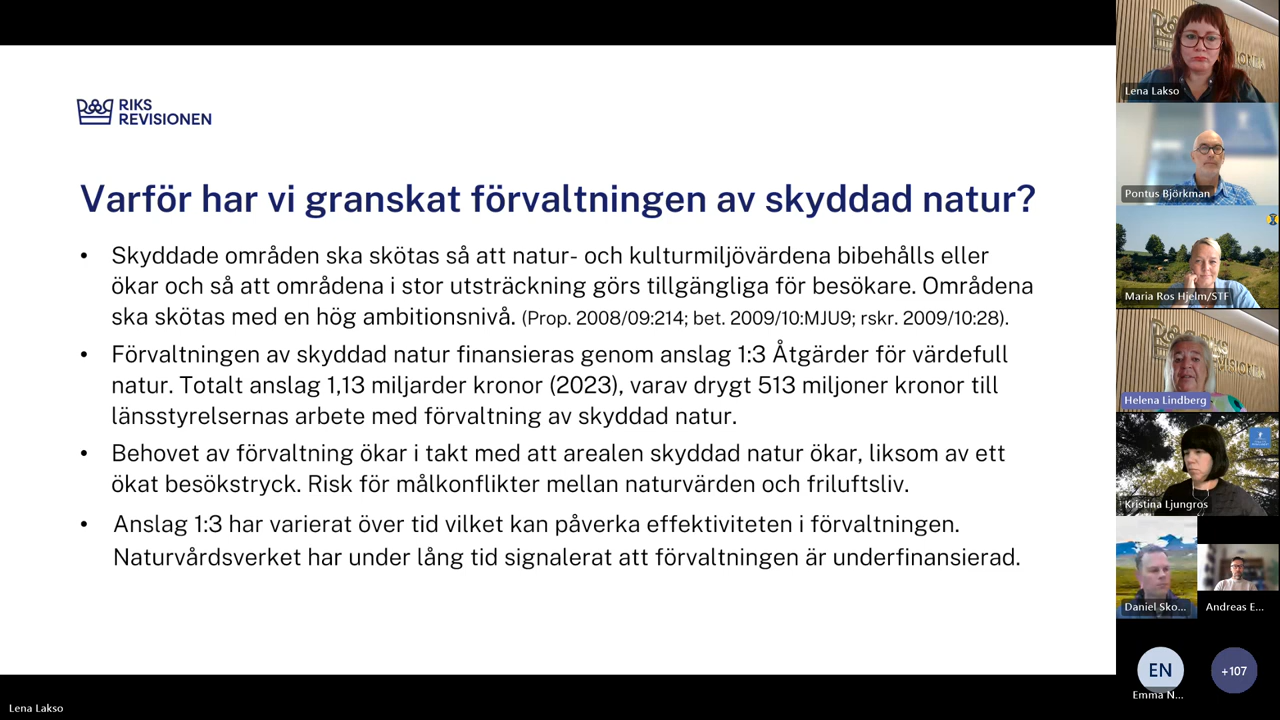 RIKS
REVISIONEN
Varför har vi granskat förvaltningen av skyddad natur?
• Skyddade områden ska skötas så att natur- och kulturmiljövärdena bibehålls eller
ökar och så att områdena i stor utsträckning görs tillgängliga för besökare. Områdena
ska skötas med en hög ambitionsnivå. (Prop. 2008/09:214; bet. 2009/10:MJU9; rskr. 2009/10:28).
• Förvaltningen av skyddad natur finansieras genom anslag 1:3 Åtgärder för värdefull
natur. Totalt anslag 1,13 miljarder kronor (2023), varav drygt 513 miljoner kronor till
länsstyrelsernas arbete med förvaltning av skyddad natur.
• Behovet av förvaltning ökar i takt med att arealen skyddad natur ökar, liksom av ett
ökat besökstryck. Risk för målkonflikter mellan naturvärden och friluftsliv.
• Anslag 1:3 har varierat över tid vilket kan påverka effektiviteten i förvaltningen.
Naturvårdsverket har under lång tid signalerat att förvaltningen är underfinansierad.
Lena Lakso
Lena Lakso
Pontus Björkman
Maria Ros Hjelm/STF
Helena Lindberg
Kristina Ljungros
Daniel Sko...
Andreas E...
EN
Emma N...
+107